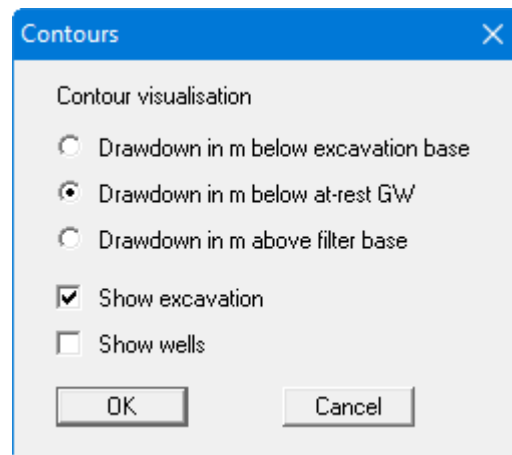 Contours
Contour visualisation
Drawdown in m below excavation base
Drawdown in m below at-rest GW
Drawdown in m above filter base
Show excavation
Show wells
OK
Cancel